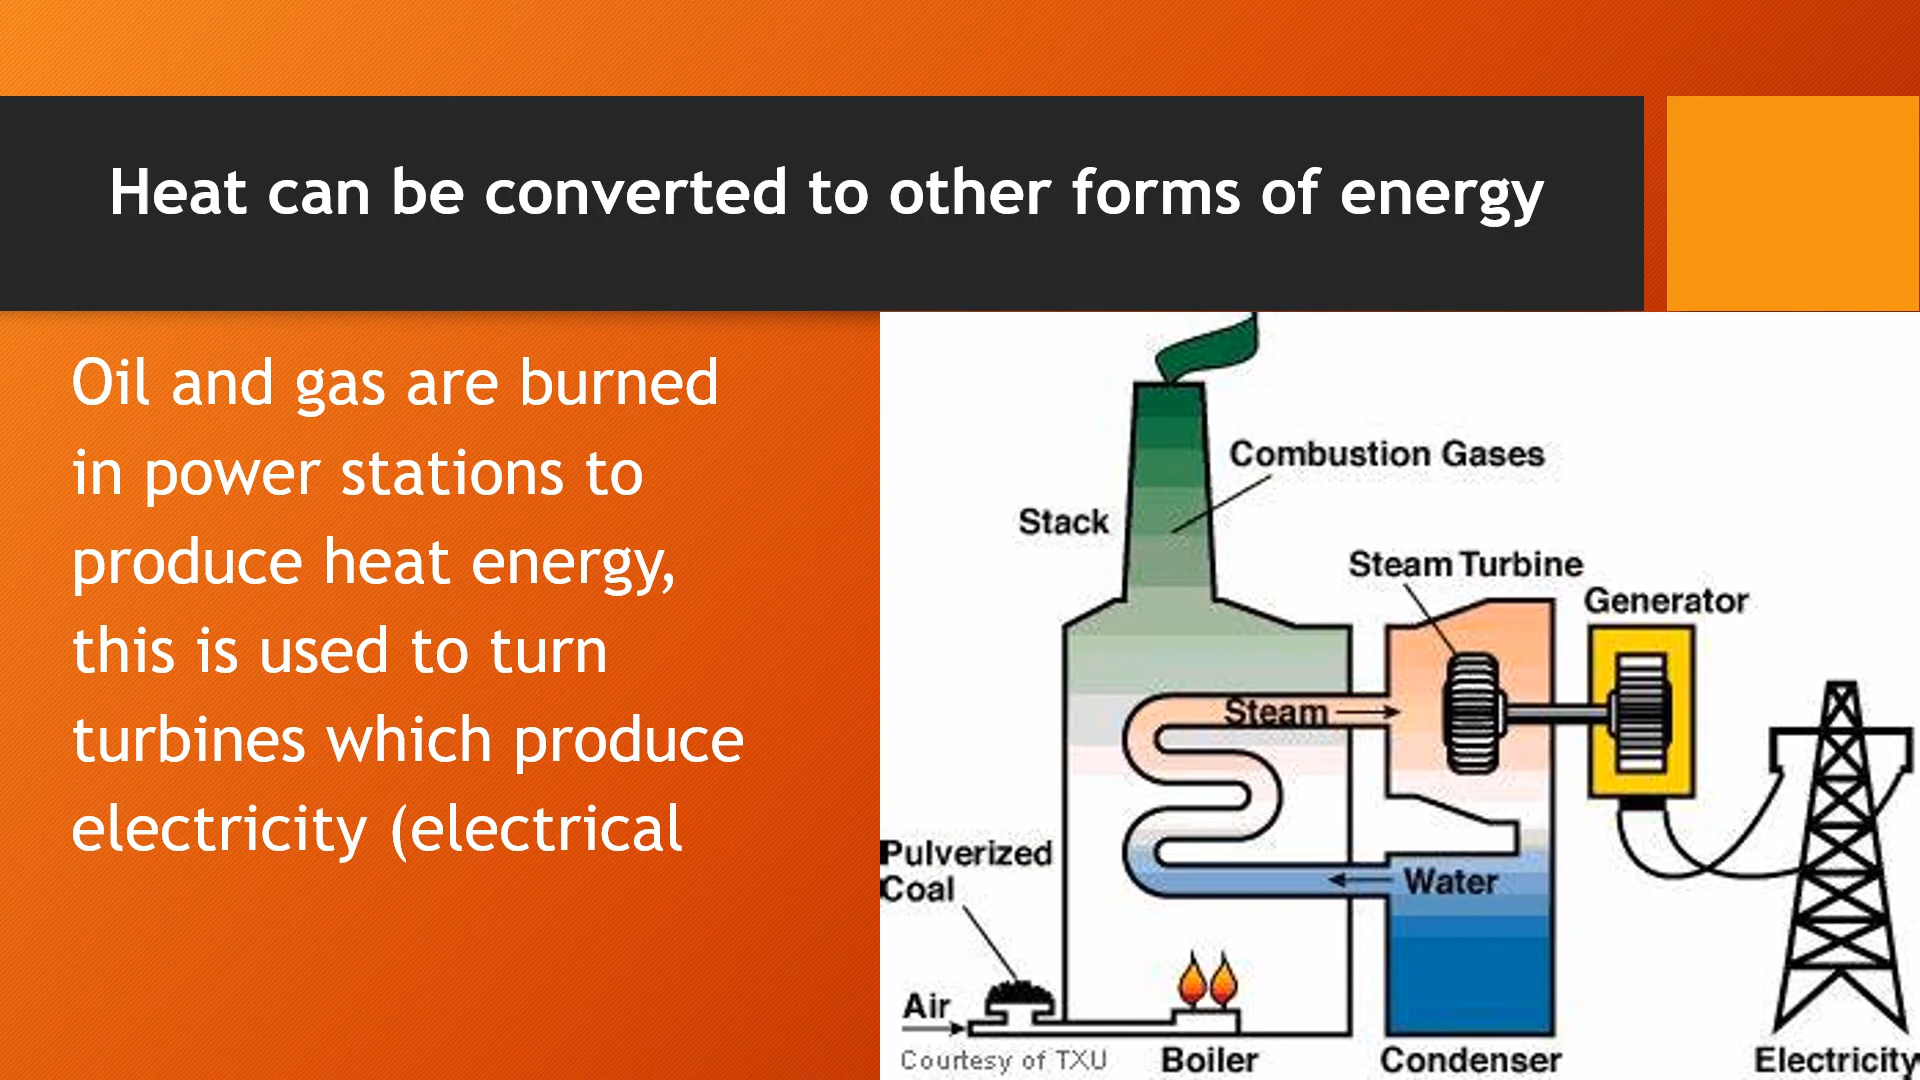 Heat can be converted to other forms of energy
Oil and gas are burned
in power stations to
produce heat energy,
this is used to turn
turbines which produce
electricity (electrical
Combustion Gases
Stack
Steam Turbine
Generator
Steam
Pulverized
Coal
Water
Air
Courtesy of TXU
Boiler
Condenser
Electricity